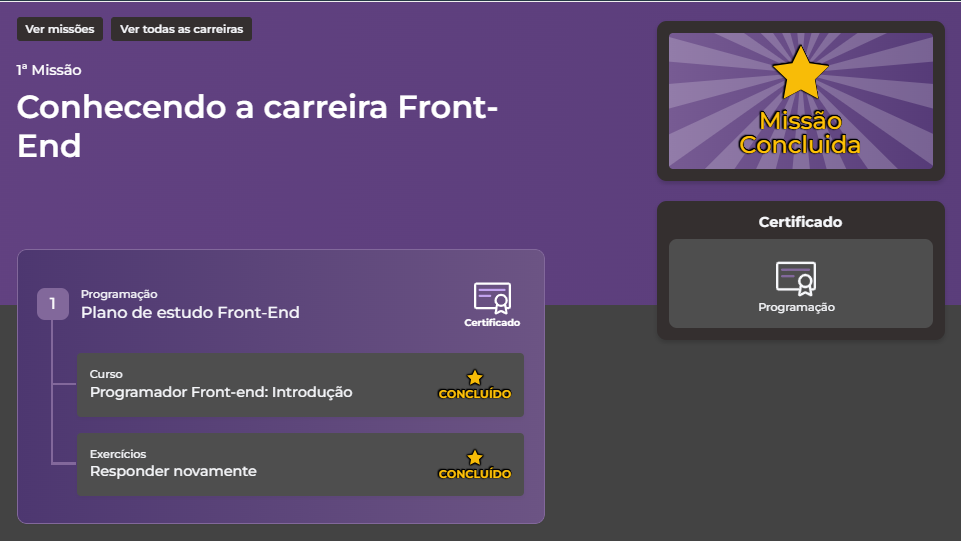 Ver missões
Ver todas as carreiras
1ª Missão
Conhecendo a carreira Front-
End
Missão
Concluida
Certificado
Programação
1
Programação
Plano de estudo Front-End
Certificado
Curso
Programador Front-end: Introdução
CONCLUÍDO
Exercícios
Responder novamente
CONCLUÍDO